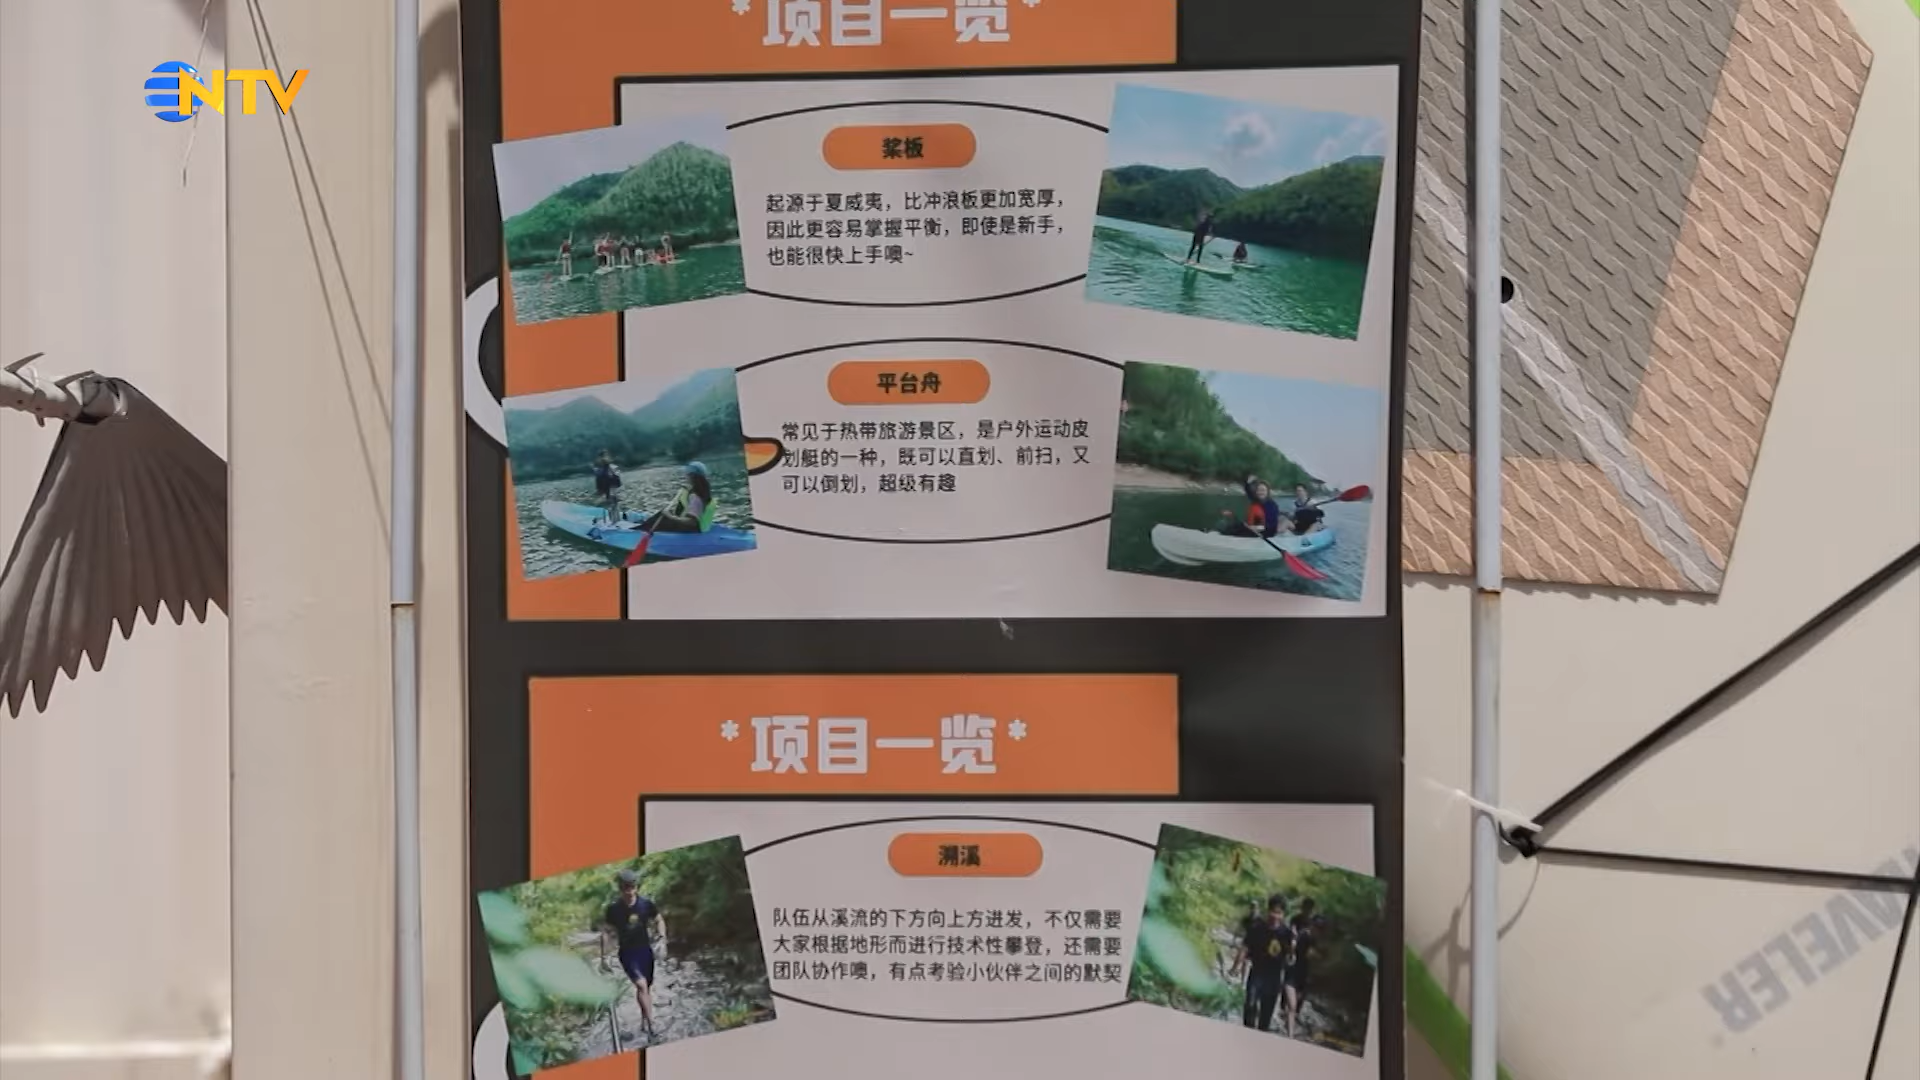 NTV
*项目一览*
桨板
起源于夏威夷，比冲浪板更加宽厚，
因此更容易掌握平衡，即使是新手，
也能很快上手噢~
平台舟
常见于热带旅游景区，是户外运动皮
划艇的一种，既可以直划、前扫，又
可以倒划，超级有趣
*项目一览*
溯溪
队伍从溪流的下方向上方进发，不仅需要
大家根据地形而进行技术性攀登，还需要
团队协作噢，有点考验小伙伴之间的默契